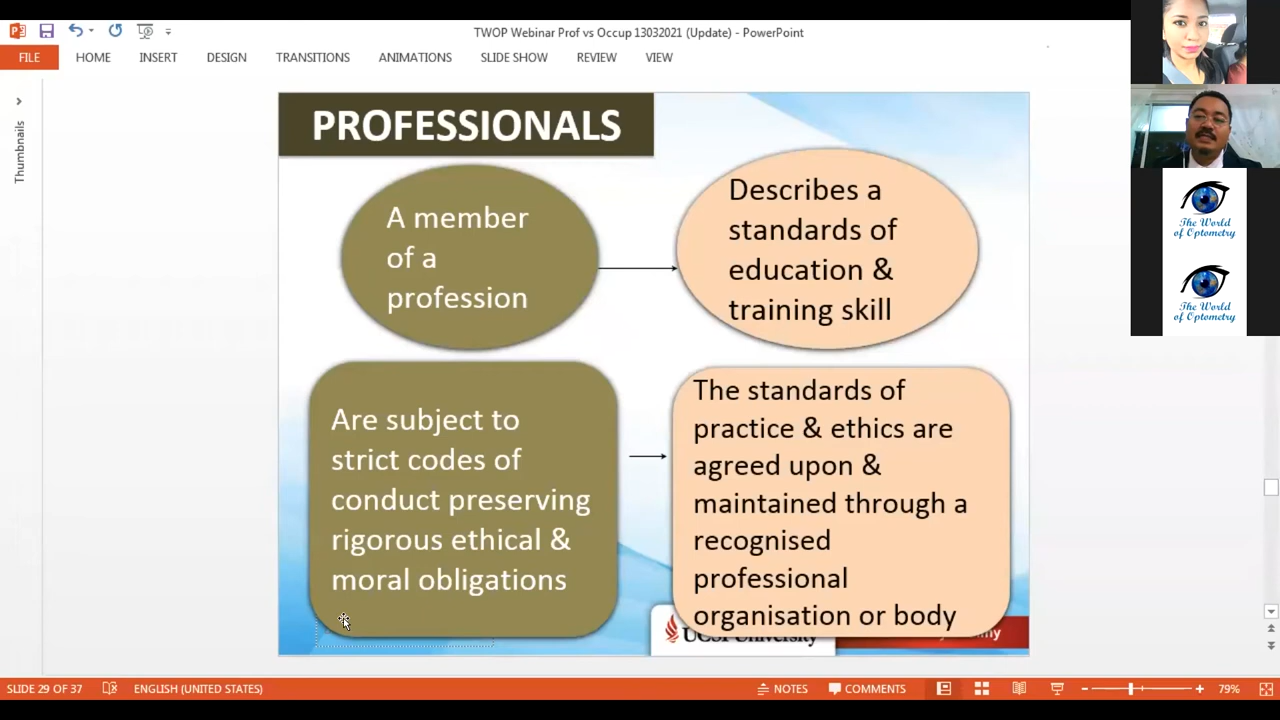 TWOP Webinar Prof vs Occup 13032021 (Update) - PowerPoint
FILE HOME INSERT DESIGN TRANSITIONS ANIMATIONS SLIDE SHOW REVIEW VIEW
Thumbnails
PROFESSIONALS
A member
of a
profession
Describes a
standards of
education &
training skill
Are subject to
strict codes of
conduct preserving
rigorous ethical &
moral obligations
The standards of
practice & ethics are
agreed upon &
maintained through a
recognised
professional
organisation or body
UCSI University
The World
of Optometry
The World
of Optometry
SLIDE 29 OF 37 ENGLISH (UNITED STATES) NOTES COMMENTS 79%